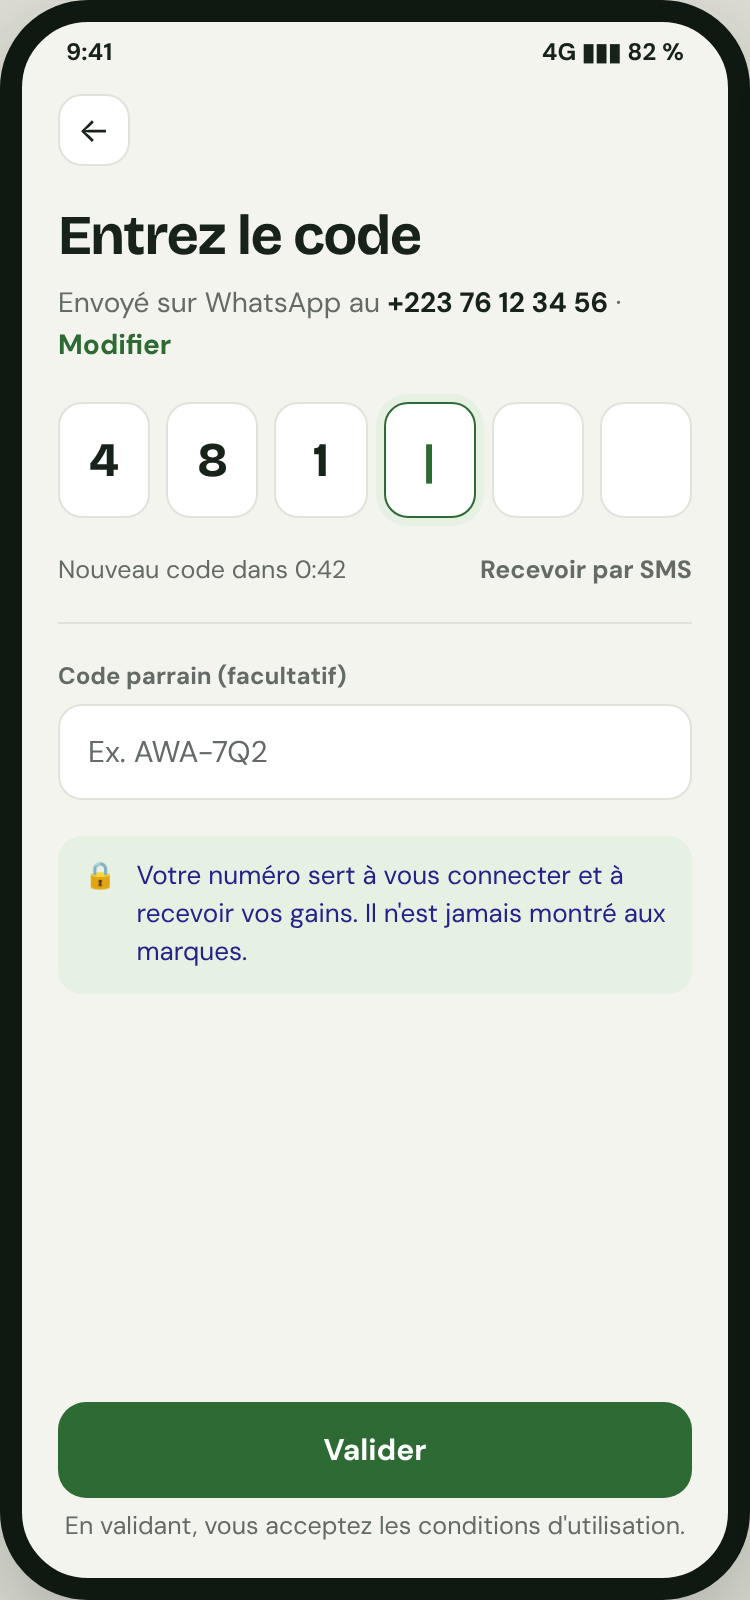 9:41
4G ▮▮▮ 82 %
←
Entrez le code
Envoyé sur WhatsApp au +223 76 12 34 56 ·
Modifier
4 8 1 |
Nouveau code dans 0:42
Recevoir par SMS
Code parrain (facultatif)
Ex. AWA-7Q2
🔒 Votre numéro sert à vous connecter et à
recevoir vos gains. Il n'est jamais montré aux
marques.
Valider
En validant, vous acceptez les conditions d'utilisation.